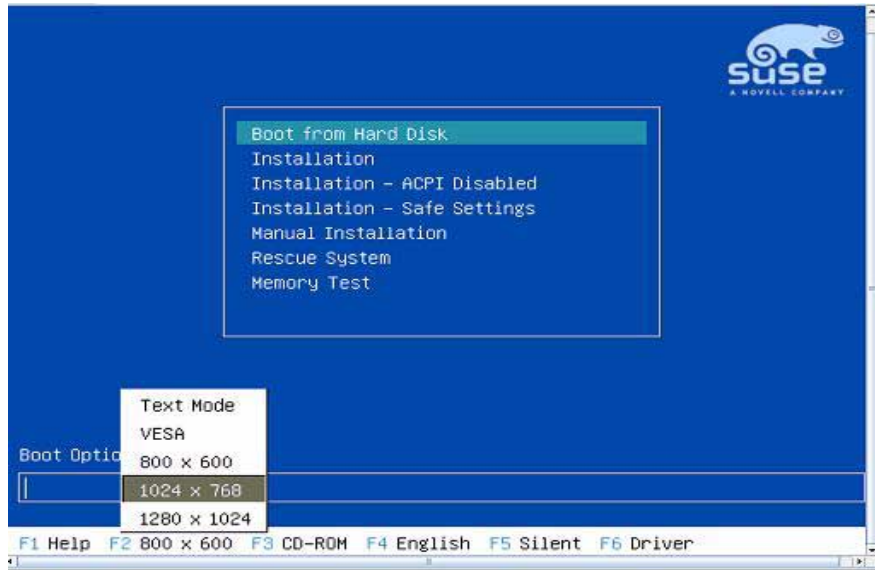 suse
A NOVELL COMPANY
Boot from Hard Disk
Installation
Installation - ACPI Disabled
Installation - Safe Settings
Manual Installation
Rescue System
Memory Test
Text Mode
VESA
800 x 600
1024 x 768
1280 x 1024
Boot Optio
F1 Help F2 800 x 600 F3 CD-ROM F4 English F5 Silent F6 Driver